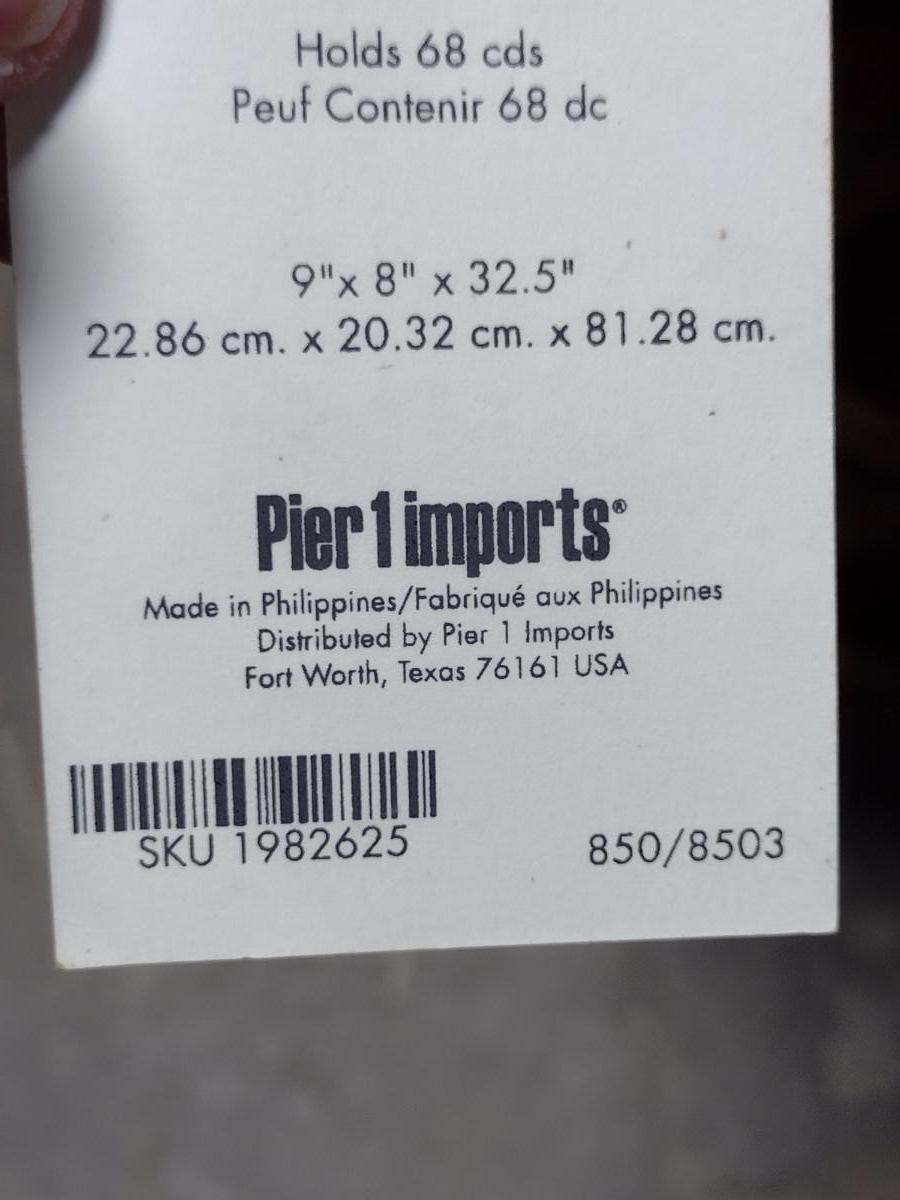 Holds 68 cds
Peuf Contenir 68 dc
9"x 8" x 32.5"
22.86 cm. x 20.32 cm. x 81.28 cm.
Pier 1 imports®
Made in Philippines/Fabriqué aux Philippines
Distributed by Pier 1 Imports
Fort Worth, Texas 76161 USA
SKU 1982625
850/8503